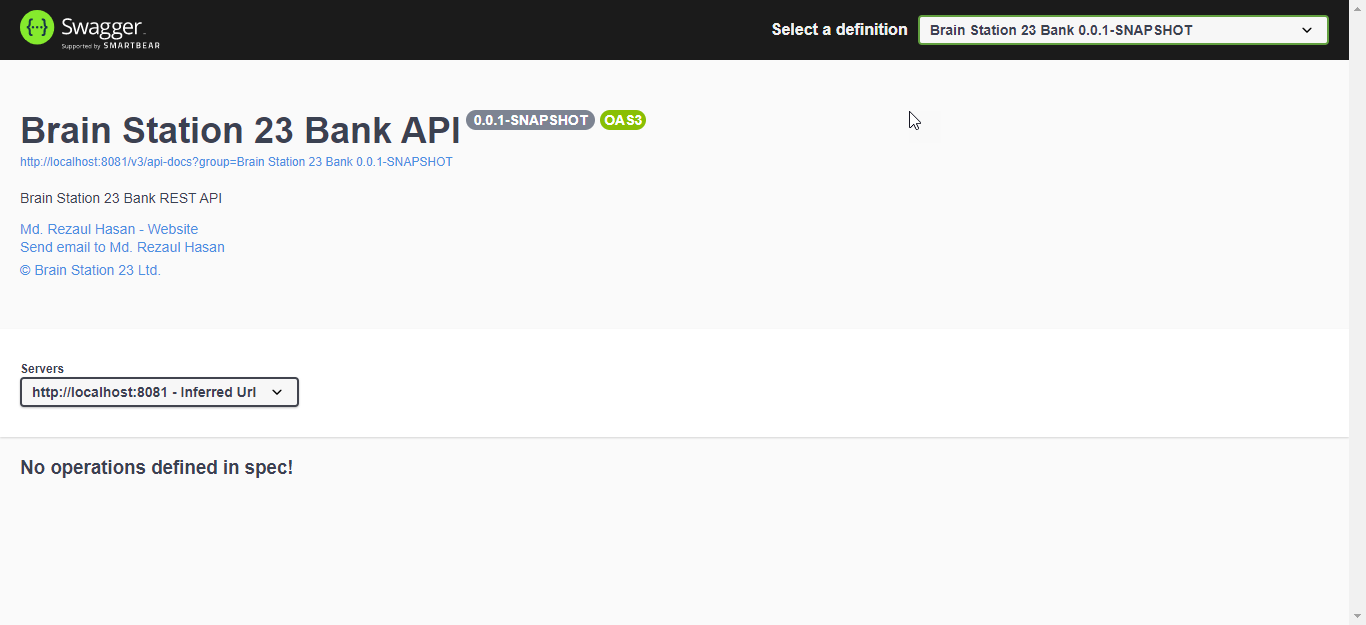 Swagger
Supported by SMARTBEAR
Select a definition
Brain Station 23 Bank 0.0.1-SNAPSHOT
Brain Station 23 Bank API 0.0.1-SNAPSHOT OAS3
http://localhost:8081/v3/api-docs?group=Brain Station 23 Bank 0.0.1-SNAPSHOT
Brain Station 23 Bank REST API
Md. Rezaul Hasan - Website
Send email to Md. Rezaul Hasan
© Brain Station 23 Ltd.
Servers
http://localhost:8081 - Inferred Url
No operations defined in spec!